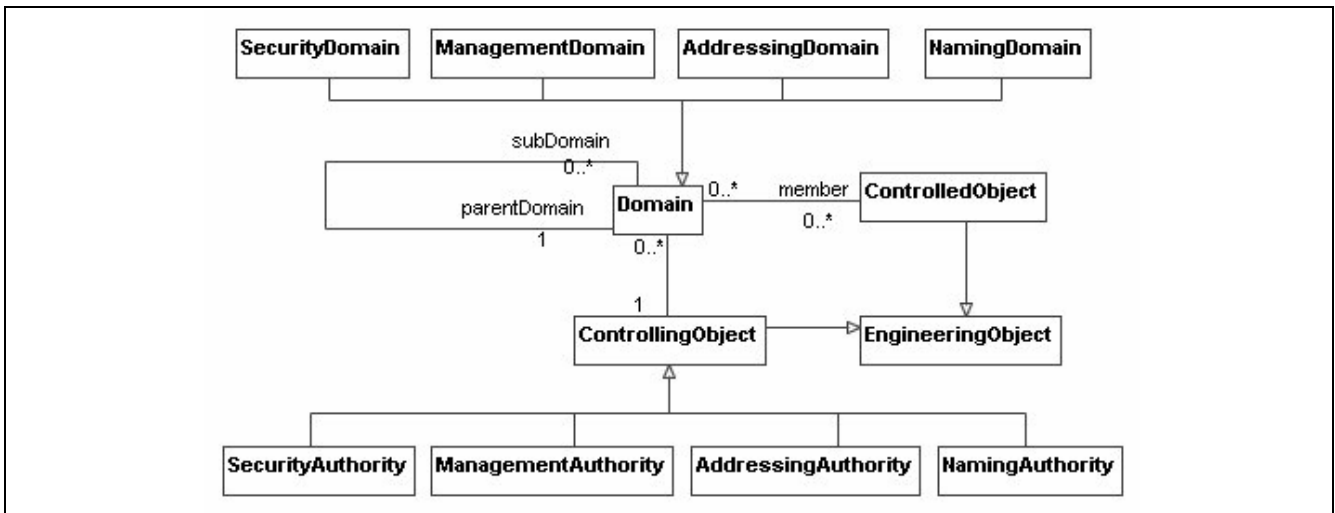 SecurityDomain ManagementDomain AddressingDomain NamingDomain
subDomain
0..*
0..* member ControlledObject
parentDomain Domain
1 0..* 0..*
1
ControllingObject EngineeringObject
SecurityAuthority ManagementAuthority AddressingAuthority NamingAuthority